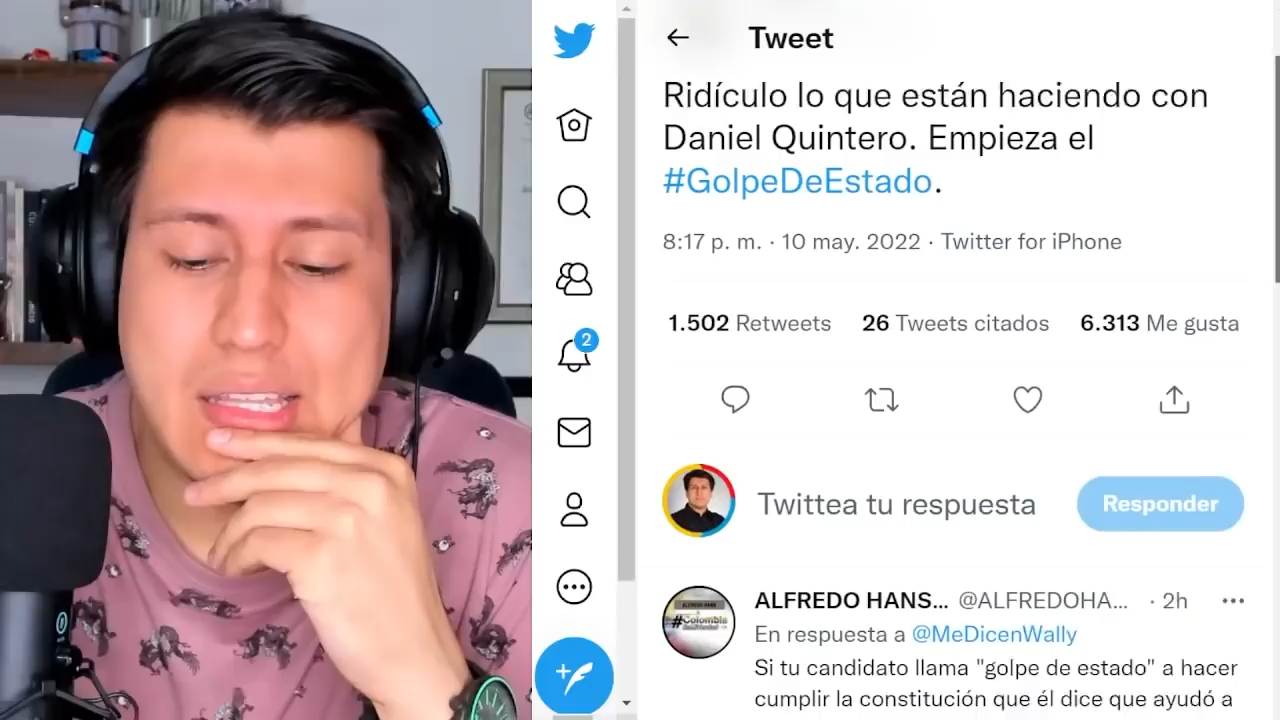 Tweet
Ridículo lo que están haciendo con
Daniel Quintero. Empieza el
#GolpeDeEstado.
8:17 p. m. · 10 may. 2022 · Twitter for iPhone
1.502 Retweets 26 Tweets citados 6.313 Me gusta
2
Twittea tu respuesta
Responder
ALFREDO HANS... @ALFREDOHA... · 2h
#Colombia
En respuesta a @MeDicenWally
Si tu candidato llama "golpe de estado" a hacer
cumplir la constitución que él dice que ayudó a